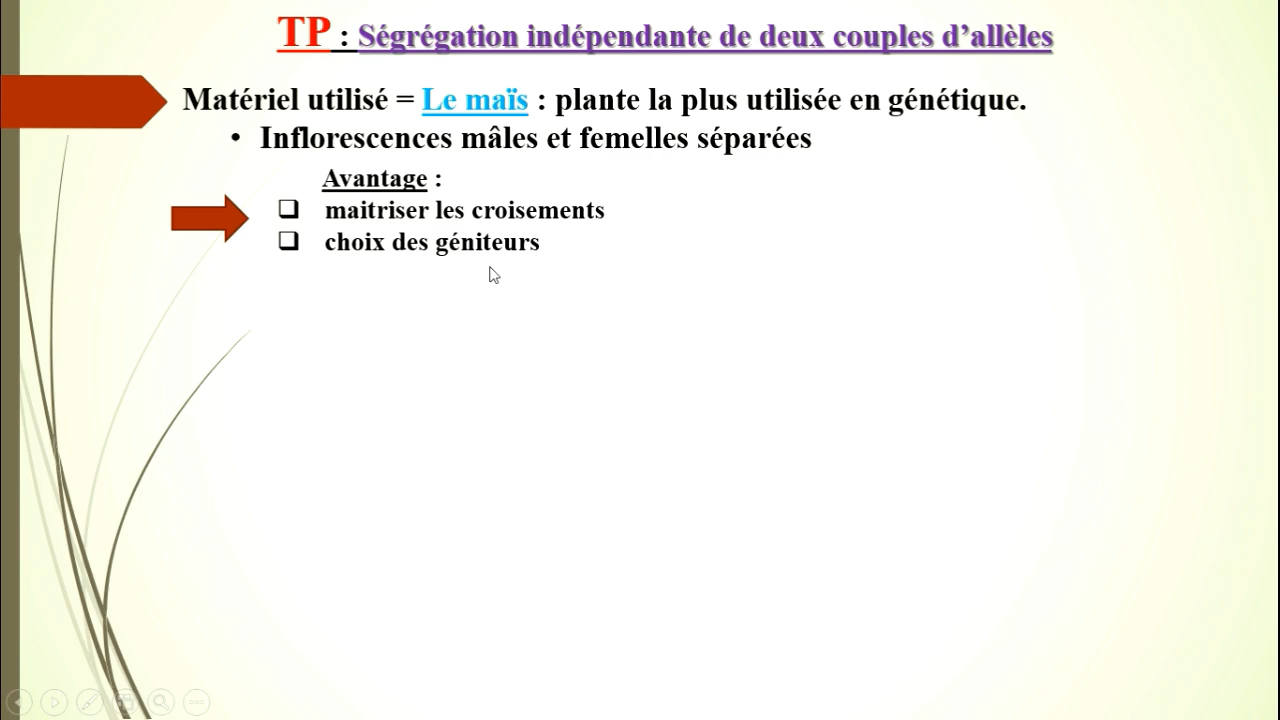 TP : Ségrégation indépendante de deux couples d’allèles
Matériel utilisé = Le maïs : plante la plus utilisée en génétique.
• Inflorescences mâles et femelles séparées
Avantage :
❑ maitriser les croisements
❑ choix des géniteurs